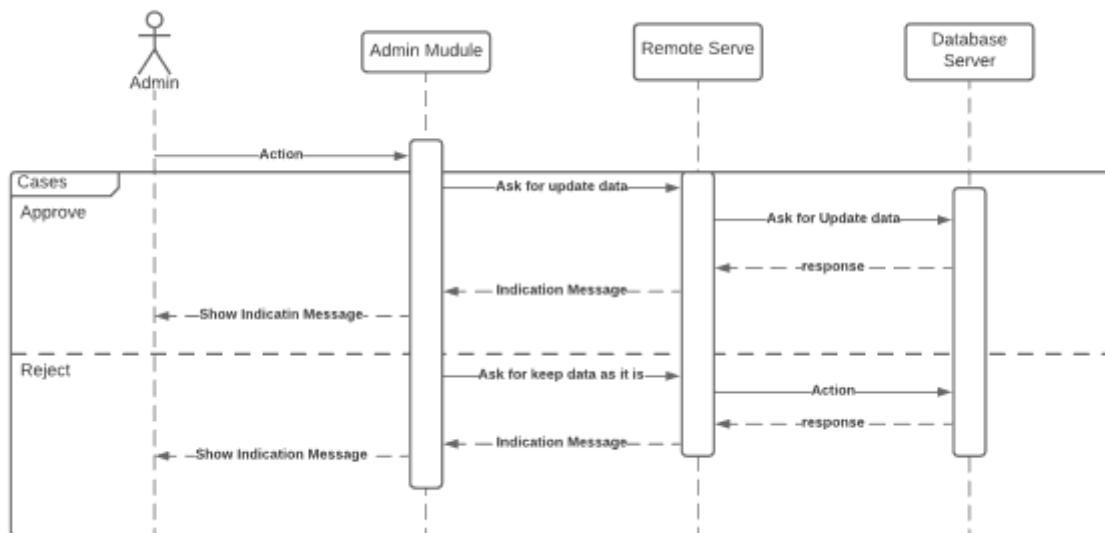 Admin
Admin Mudule
Remote Serve
Database
Server
Action
Cases
Ask for update data
Approve
Ask for Update data
response
Indication Message
Show Indicatin Message
Reject
Ask for keep data as it is
Action
response
Indication Message
Show Indication Message